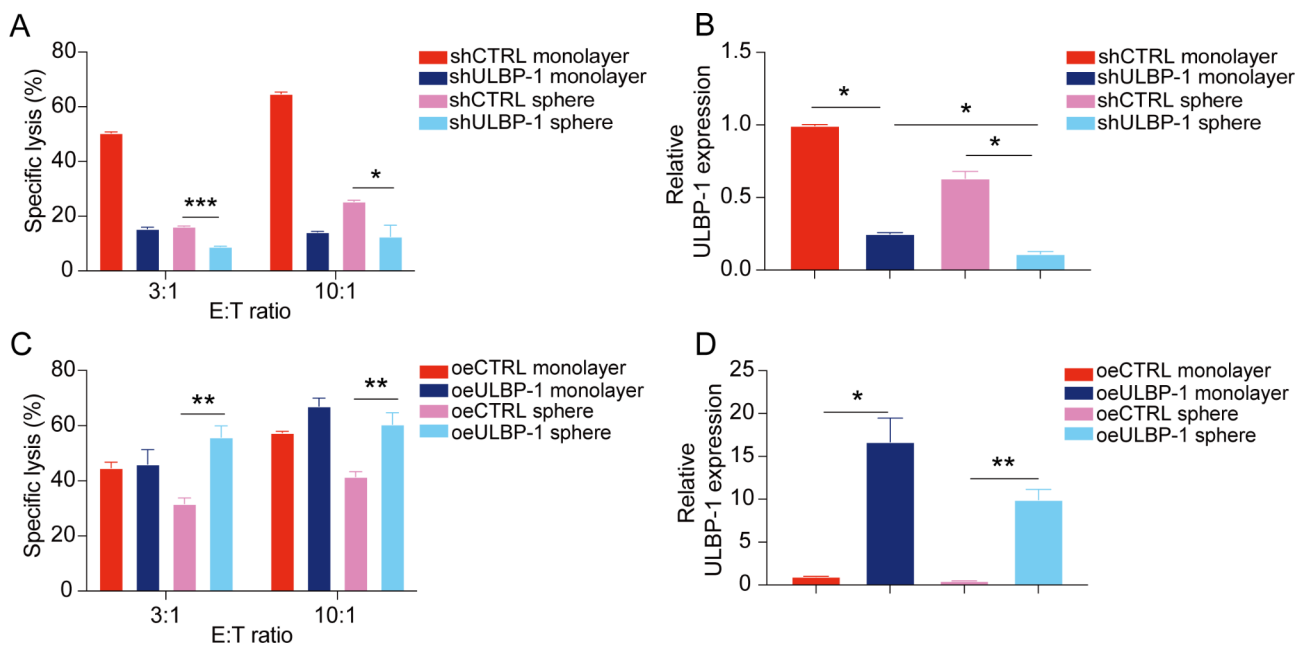 A
Specific lysis (%)
80
60
40
20
0
***
*
3:1
10:1
E:T ratio
shCTRL monolayer
shULBP-1 monolayer
shCTRL sphere
shULBP-1 sphere
B
Relative
ULBP-1 expression
1.5
1.0
0.5
0.0
*
*
*
shCTRL monolayer
shULBP-1 monolayer
shCTRL sphere
shULBP-1 sphere
C
Specific lysis (%)
80
60
40
20
0
**
**
3:1
10:1
E:T ratio
oeCTRL monolayer
oeULBP-1 monolayer
oeCTRL sphere
oeULBP-1 sphere
D
Relative
ULBP-1 expression
25
20
15
10
5
0
*
**
oeCTRL monolayer
oeULBP-1 monolayer
oeCTRL sphere
oeULBP-1 sphere